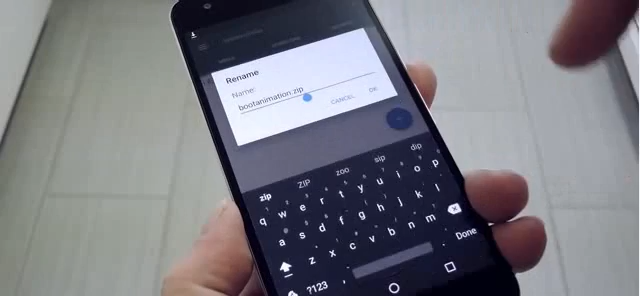 Rename
Name:
bootanimation.zip
CANCEL OK
zip ZIP zoo sip dip
q w e r t y u i o p
a s d f g h j k l
z x c v b n m
?123 , . Done